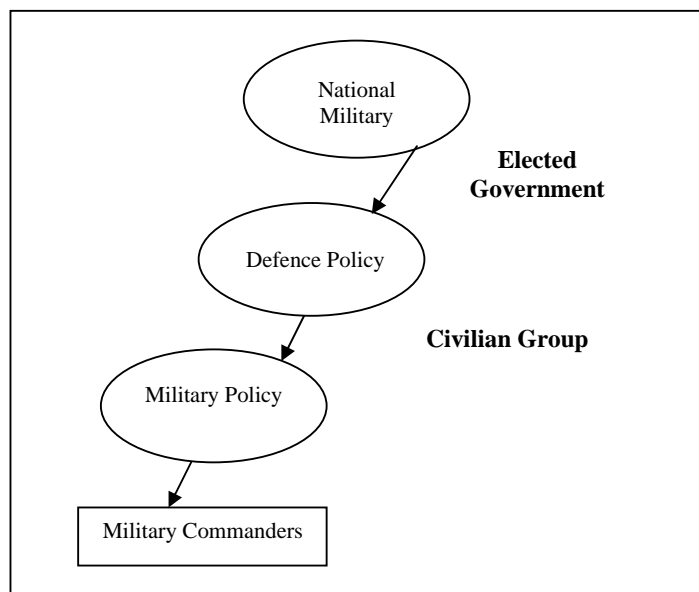 National
Military
Elected
Government
Defence Policy
Civilian Group
Military Policy
Military Commanders